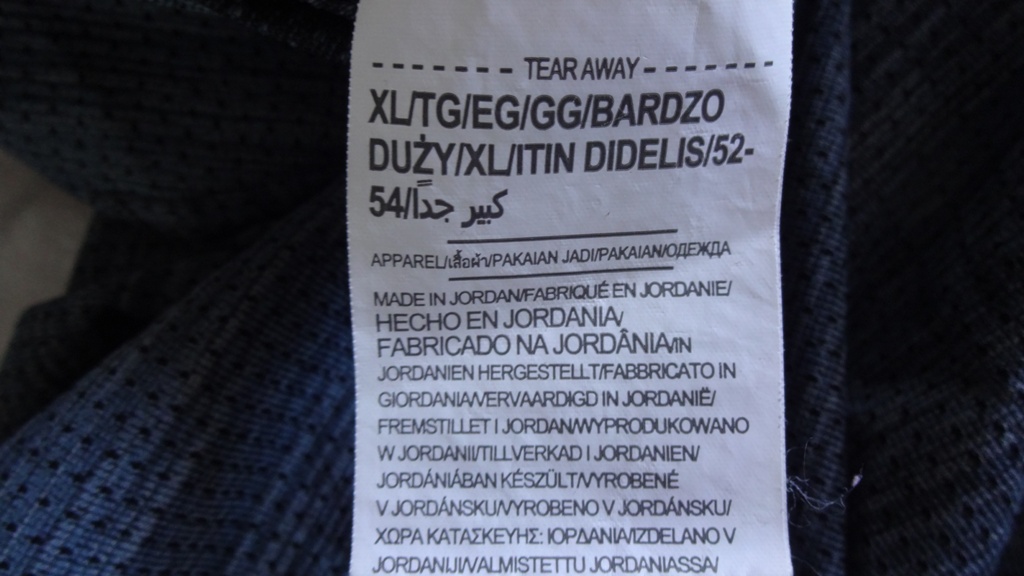 - - - - - - - TEAR AWAY - - - - - - -
XL/TG/EG/GG/BARDZO
DUŻY/XL/ITIN DIDELIS/52-
54/كبير جداً
APPAREL/เสื้อผ้า/PAKAIAN JADI/PAKAIAN/ОДЕЖДА
MADE IN JORDAN/FABRIQUÉ EN JORDANIE/
HECHO EN JORDANIA/
FABRICADO NA JORDÂNIA/IN
JORDANIEN HERGESTELLT/FABBRICATO IN
GIORDANIA/VERVAARDIGD IN JORDANIË/
FREMSTILLET I JORDAN/WYPRODUKOWANO
W JORDANII/TILLVERKAD I JORDANIEN/
JORDÁNIÁBAN KÉSZÜLT/VYROBENÉ
V JORDÁNSKU/VYROBENO V JORDÁNSKU/
ΧΩΡΑ ΚΑΤΑΣΚΕΥΗΣ: ΙΟΡΔΑΝΙΑ/IZDELANO V
JORDANIJI/VALMISTETTU JORDANIASSA/